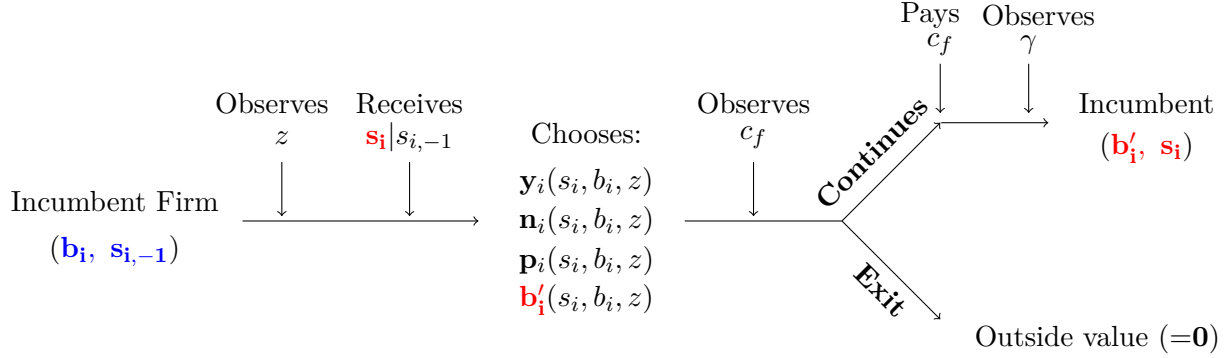 Incumbent Firm
(b_i, s_{i,−1})
Observes
z
Receives
s_i|s_{i,−1}
Chooses:
y_i(s_i, b_i, z)
n_i(s_i, b_i, z)
p_i(s_i, b_i, z)
b′_i(s_i, b_i, z)
Observes
c_f
Continues
Pays
c_f
Observes
γ
Incumbent
(b′_i, s_i)
Exit
Outside value (=0)